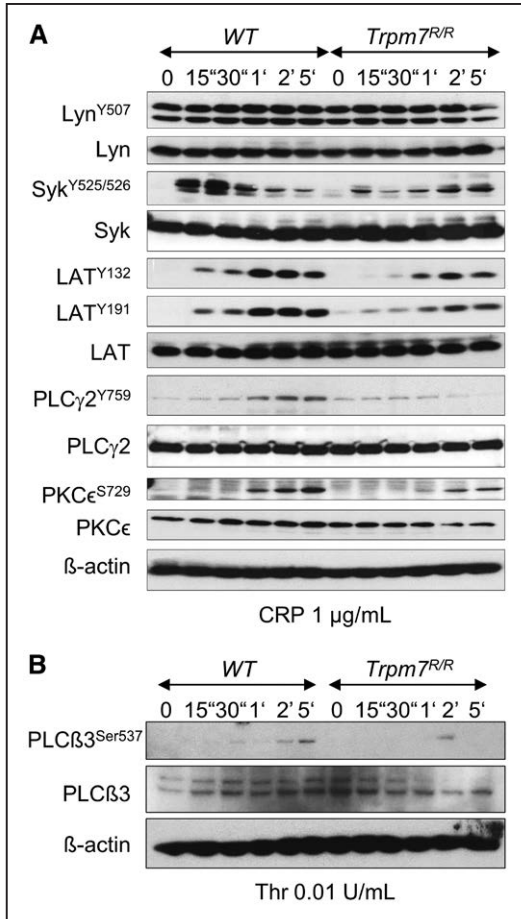 A
WT Trpm7R/R
0 15“30“1‘ 2’ 5‘ 0 15“30“ 1‘ 2‘ 5‘
LynY507
Lyn
SykY525/526
Syk
LATY132
LATY191
LAT
PLCγ2Y759
PLCγ2
PKCϵS729
PKCϵ
ß-actin
CRP 1 µg/mL
B
WT Trpm7R/R
0 15“30“1‘ 2’ 5‘ 0 15“30“ 1‘ 2‘ 5‘
PLCß3Ser537
PLCß3
ß-actin
Thr 0.01 U/mL